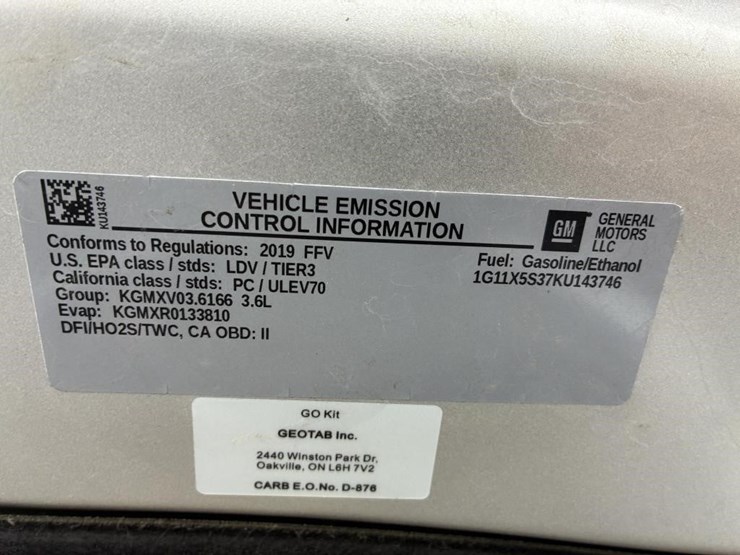 KU143746
VEHICLE EMISSION
CONTROL INFORMATION
Conforms to Regulations: 2019 FFV
U.S. EPA class / stds: LDV / TIER3
California class / stds: PC / ULEV70
Group: KGMXV03.6166 3.6L
Evap: KGMXR0133810
DFI/HO2S/TWC, CA OBD: II
GM
GENERAL
MOTORS
LLC
Fuel: Gasoline/Ethanol
1G11X5S37KU143746
GO Kit
GEOTAB Inc.
2440 Winston Park Dr,
Oakville, ON L6H 7V2
CARB E.O.No. D-876